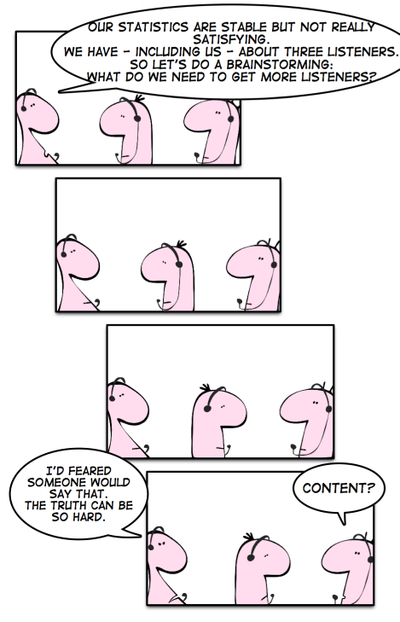 OUR STATISTICS ARE STABLE BUT NOT REALLY
SATISFYING.
WE HAVE - INCLUDING US - ABOUT THREE LISTENERS.
SO LET'S DO A BRAINSTORMING:
WHAT DO WE NEED TO GET MORE LISTENERS?
CONTENT?
I'D FEARED
SOMEONE WOULD
SAY THAT.
THE TRUTH CAN BE
SO HARD.